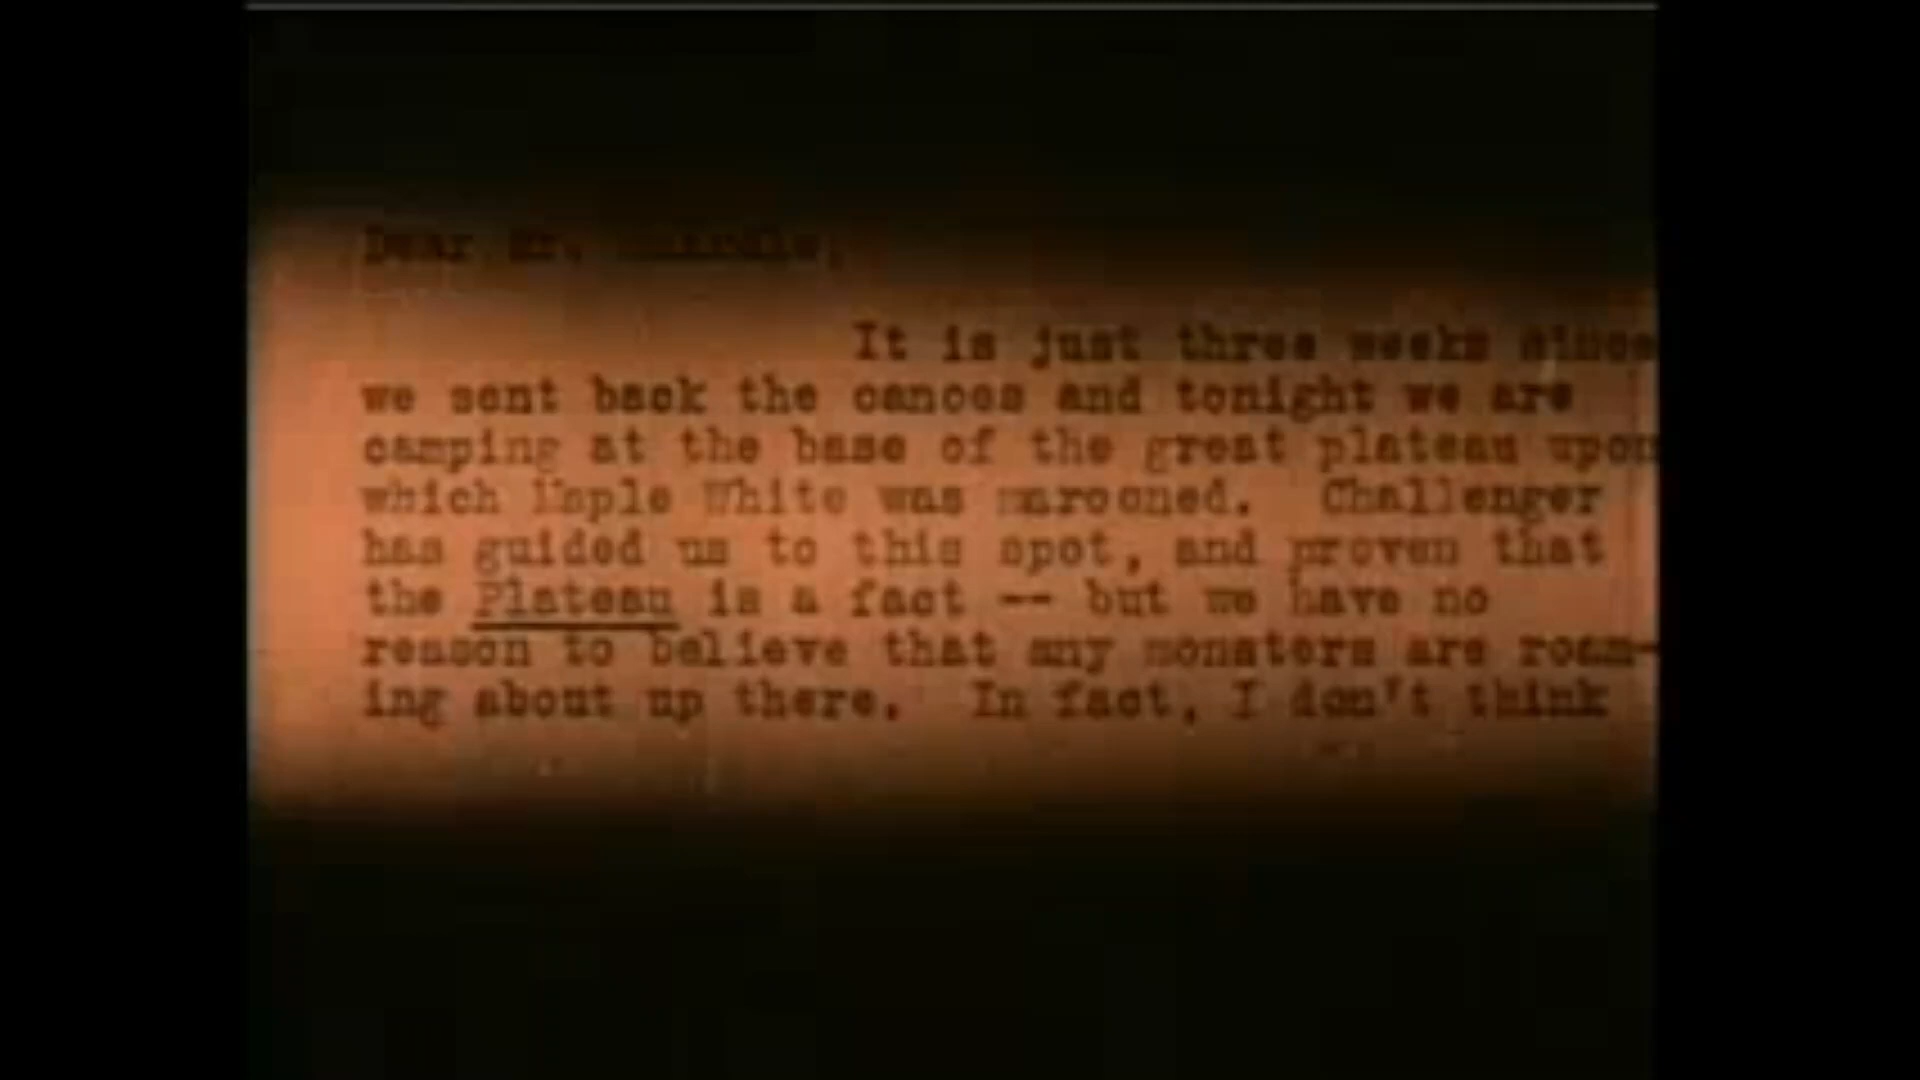 Dear Mr.
It is just three weeks since
we sent back the canoes and tonight we are
camping at the base of the great plateau upon
which Maple White was marooned. Challenger
has guided us to this spot, and proven that
the Plateau is a fact -- but we have no
reason to believe that any monsters are roam-
ing about up there. In fact, I don't think